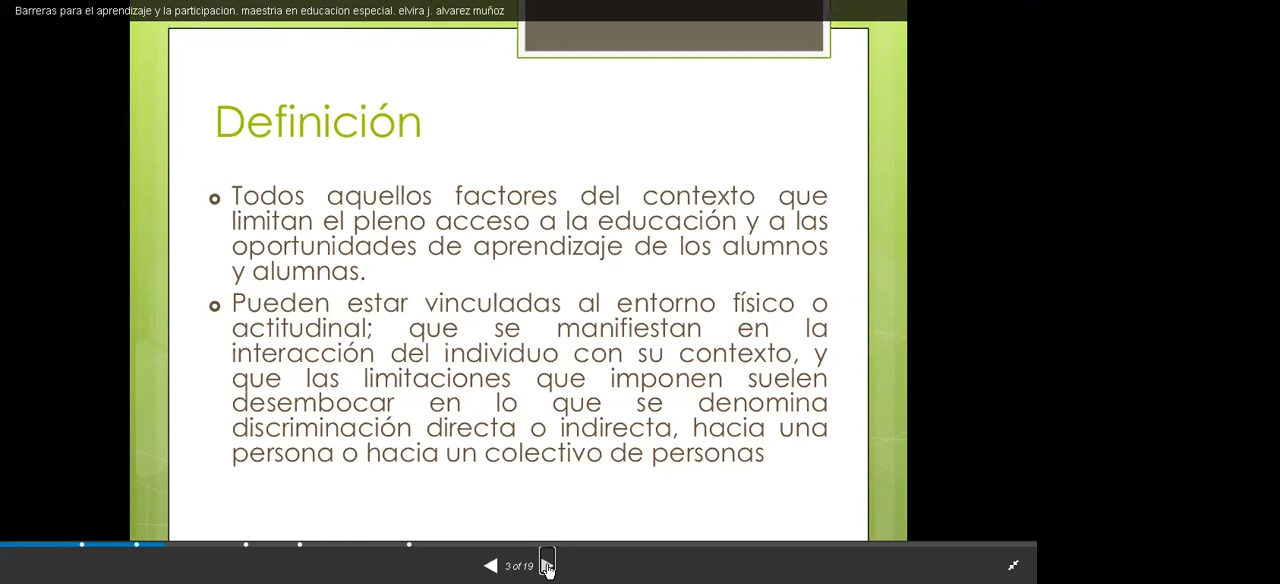 Barreras para el aprendizaje y la participacion. maestria en educacion especial. elvira j. alvarez muñoz
Definición
Todos aquellos factores del contexto que
limitan el pleno acceso a la educación y a las
oportunidades de aprendizaje de los alumnos
y alumnas.
Pueden estar vinculadas al entorno físico o
actitudinal; que se manifiestan en la
interacción del individuo con su contexto, y
que las limitaciones que imponen suelen
desembocar en lo que se denomina
discriminación directa o indirecta, hacia una
persona o hacia un colectivo de personas
3 of 19